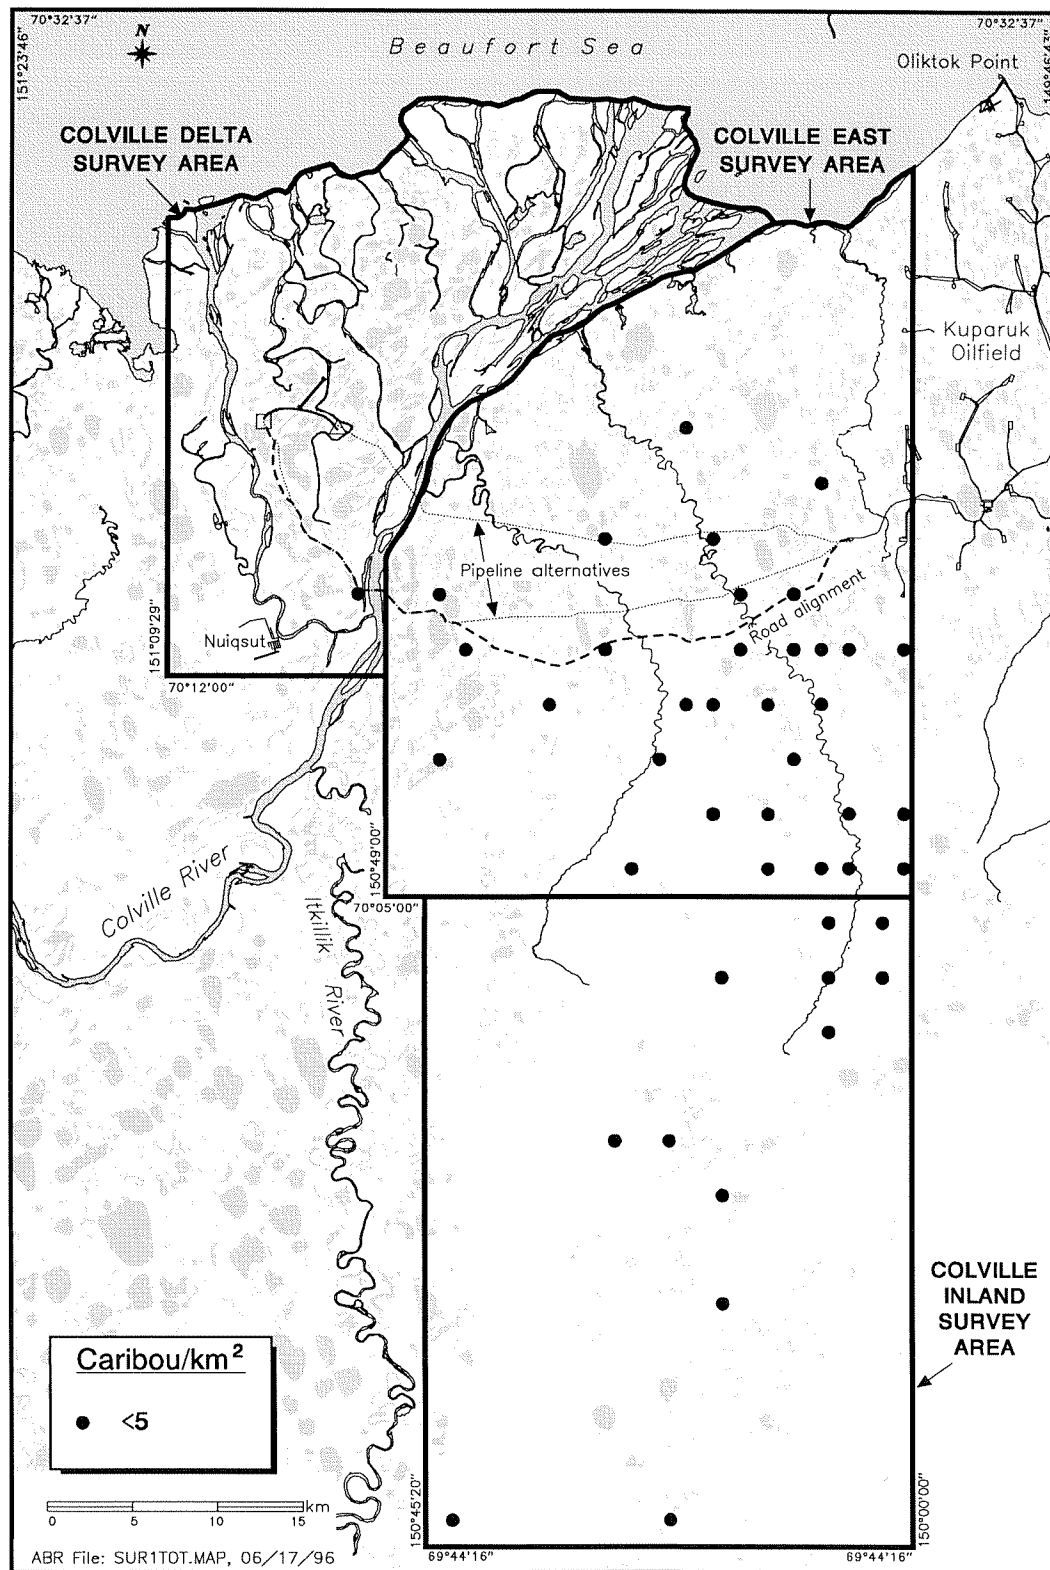 70°32'37"
70°32'37"
151°23'46"
149°46'43"
N
Beaufort Sea
Oliktok Point
COLVILLE DELTA
SURVEY AREA
COLVILLE EAST
SURVEY AREA
Kuparuk
Oilfield
Pipeline alternatives
Road alignment
151°09'29"
Nuiqsut
70°12'00"
150°49'00"
70°05'00"
Colville River
Itkillik
River
COLVILLE
INLAND
SURVEY
AREA
Caribou/km²
<5
km
0 5 10 15
150°45'20"
150°00'00"
69°44'16"
69°44'16"
ABR File: SUR1TOT.MAP, 06/17/96